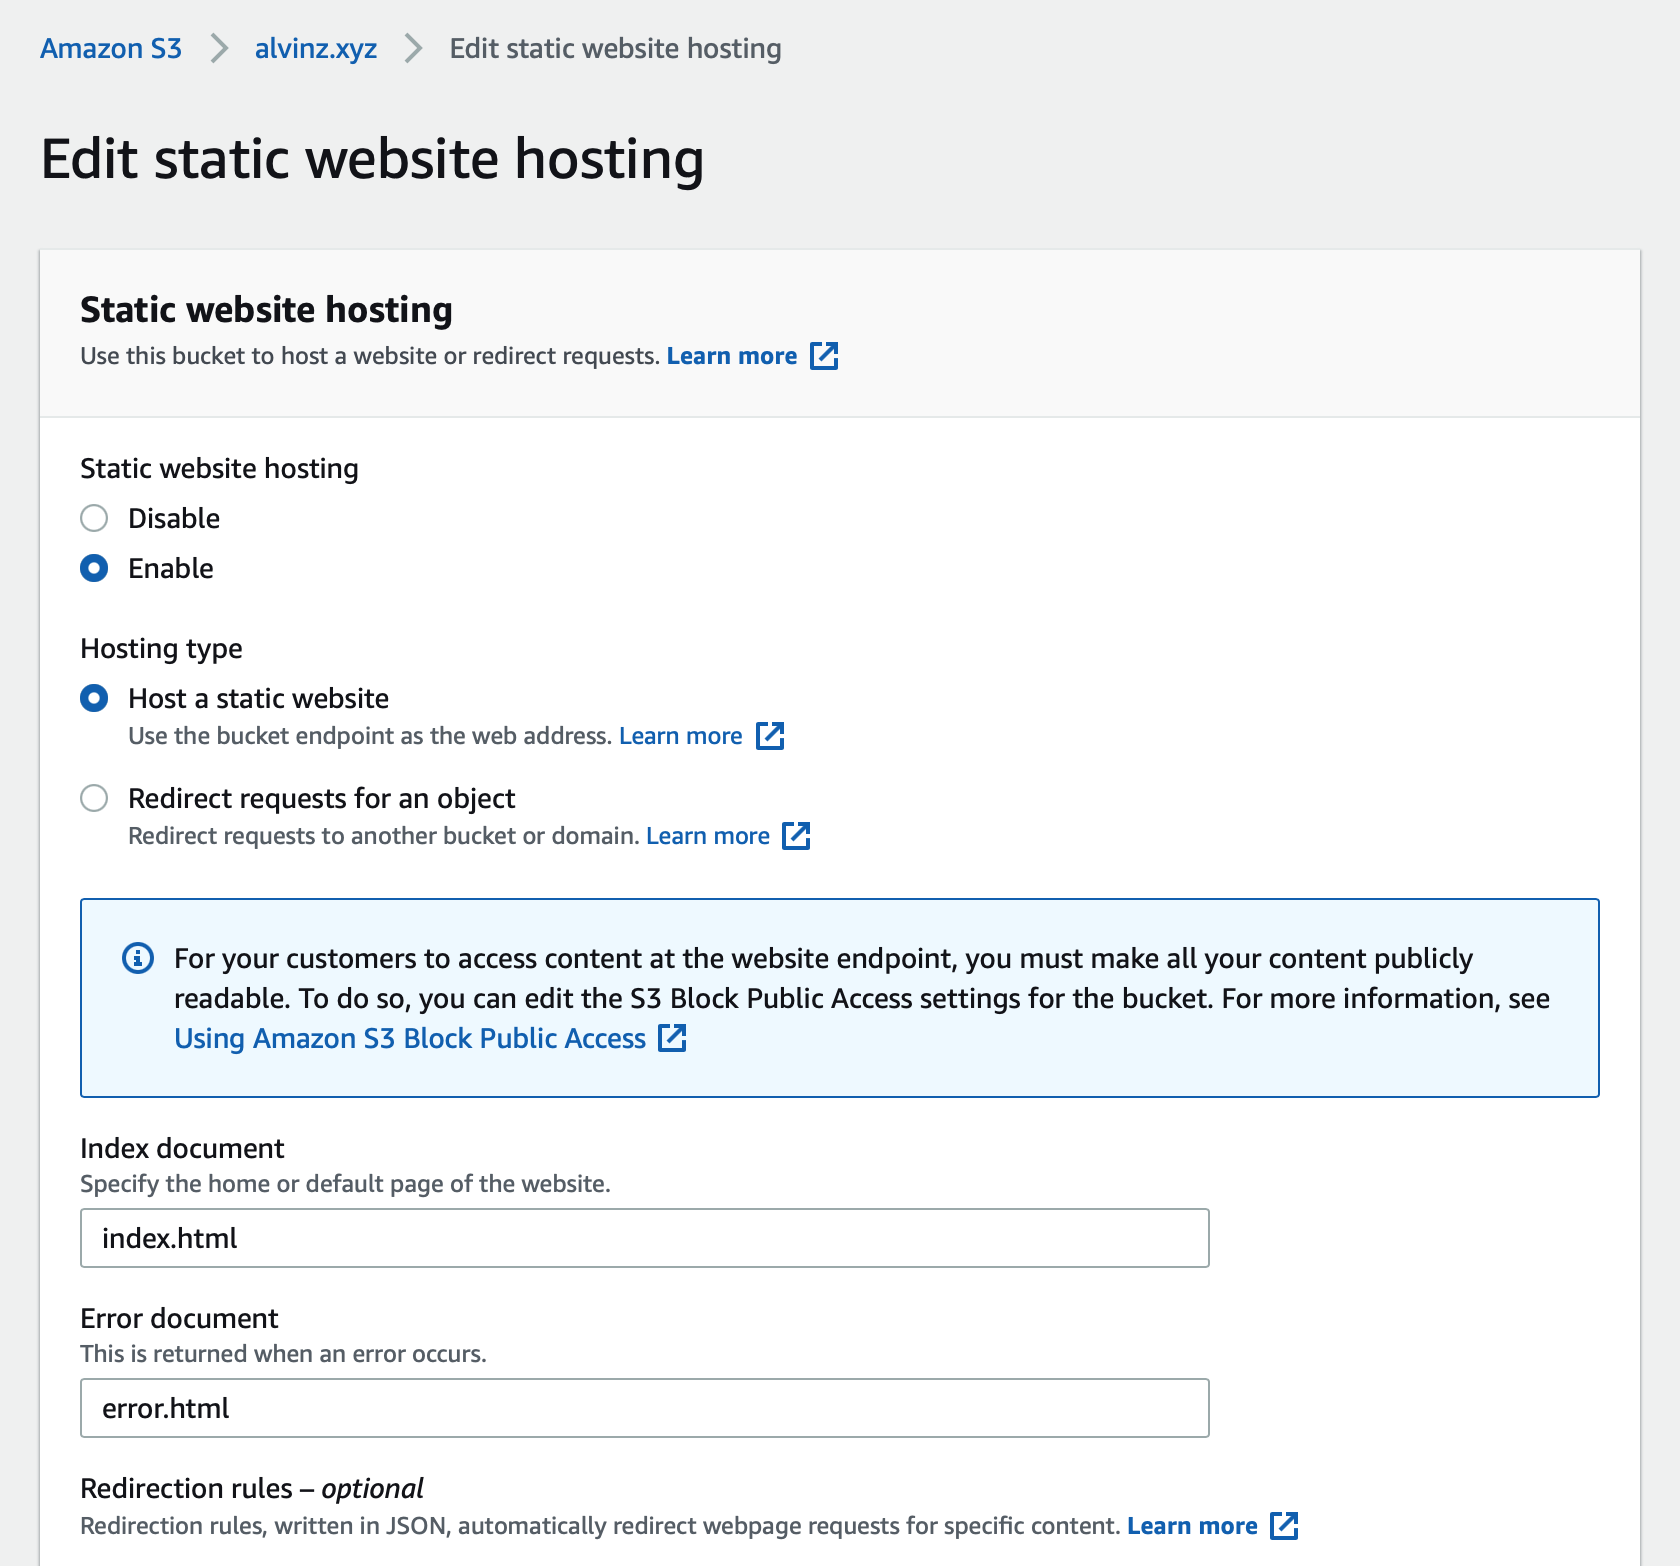 Amazon S3 > alvinz.xyz > Edit static website hosting
Edit static website hosting
Static website hosting
Use this bucket to host a website or redirect requests. Learn more
Static website hosting
Disable
Enable
Hosting type
Host a static website
Use the bucket endpoint as the web address. Learn more
Redirect requests for an object
Redirect requests to another bucket or domain. Learn more
For your customers to access content at the website endpoint, you must make all your content publicly
readable. To do so, you can edit the S3 Block Public Access settings for the bucket. For more information, see
Using Amazon S3 Block Public Access
Index document
Specify the home or default page of the website.
index.html
Error document
This is returned when an error occurs.
error.html
Redirection rules – optional
Redirection rules, written in JSON, automatically redirect webpage requests for specific content. Learn more